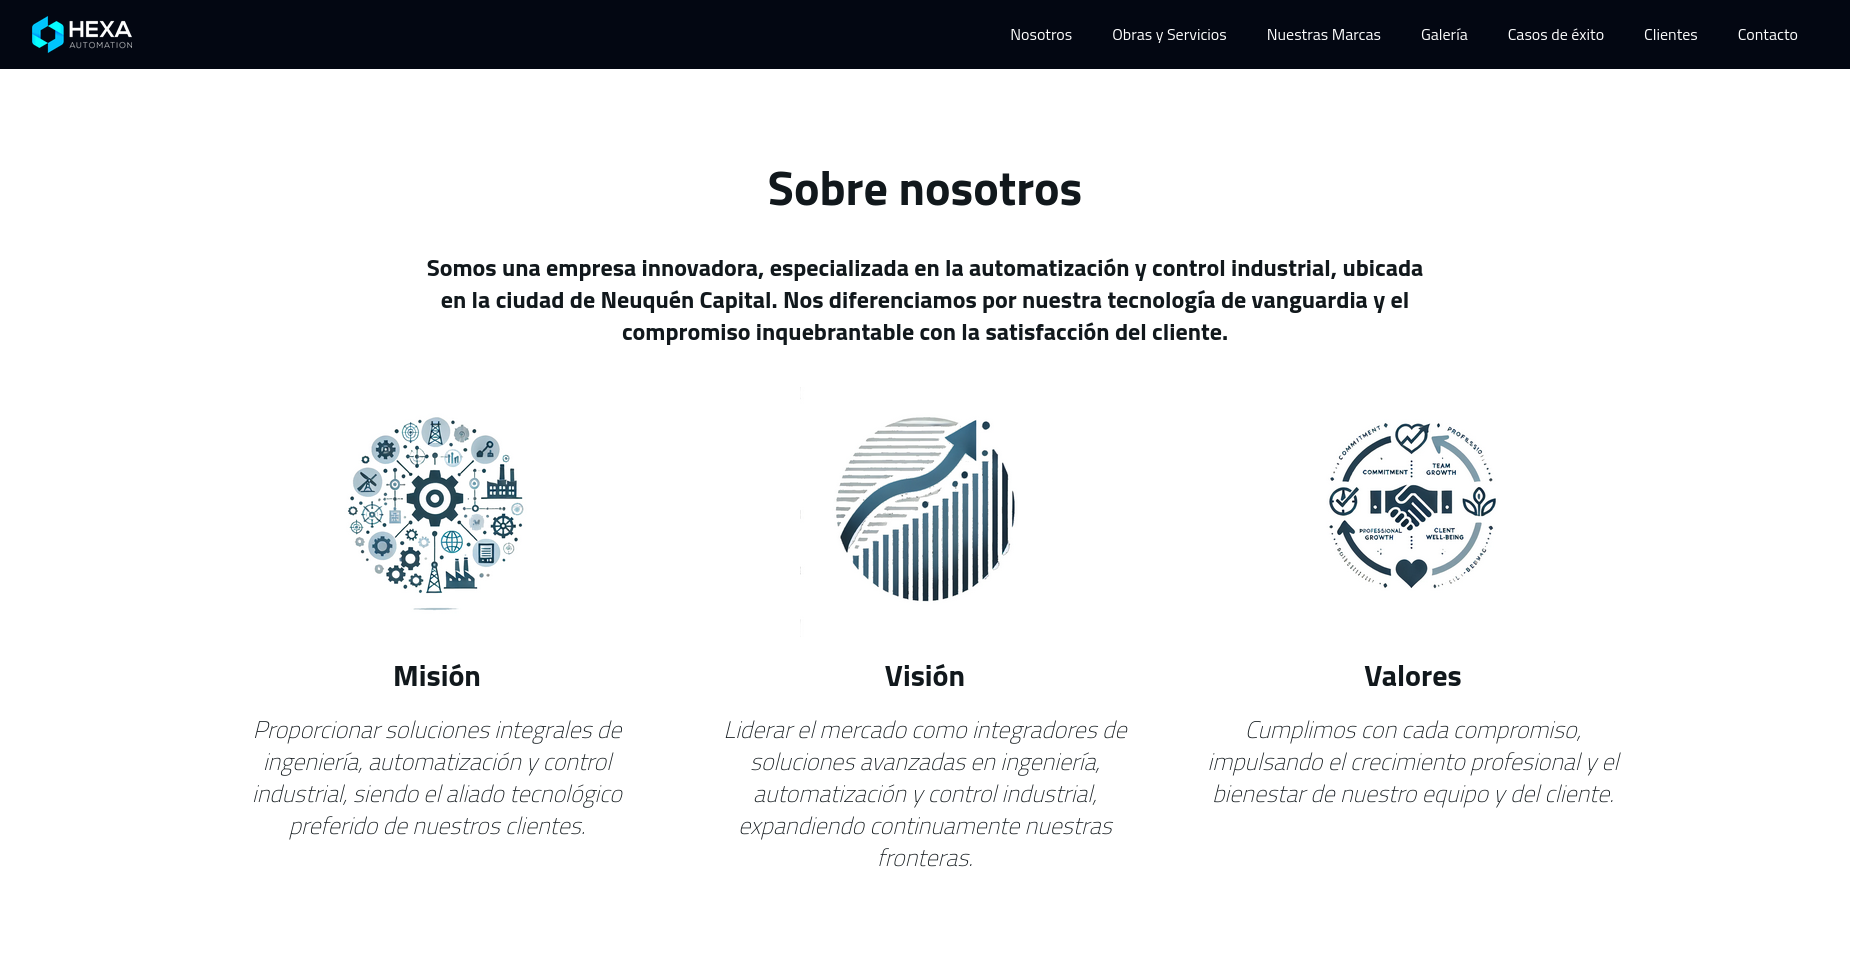 HEXA
AUTOMATION
Nosotros
Obras y Servicios
Nuestras Marcas
Galería
Casos de éxito
Clientes
Contacto
Sobre nosotros
Somos una empresa innovadora, especializada en la automatización y control industrial, ubicada
en la ciudad de Neuquén Capital. Nos diferenciamos por nuestra tecnología de vanguardia y el
compromiso inquebrantable con la satisfacción del cliente.
COMMITMENT
COMMITMENT
TEAM
GROWTH
PROFESSIONAL
GROWTH
CLENT
WELL-BEING
Misión
Proporcionar soluciones integrales de
ingeniería, automatización y control
industrial, siendo el aliado tecnológico
preferido de nuestros clientes.
Visión
Liderar el mercado como integradores de
soluciones avanzadas en ingeniería,
automatización y control industrial,
expandiendo continuamente nuestras
fronteras.
Valores
Cumplimos con cada compromiso,
impulsando el crecimiento profesional y el
bienestar de nuestro equipo y del cliente.